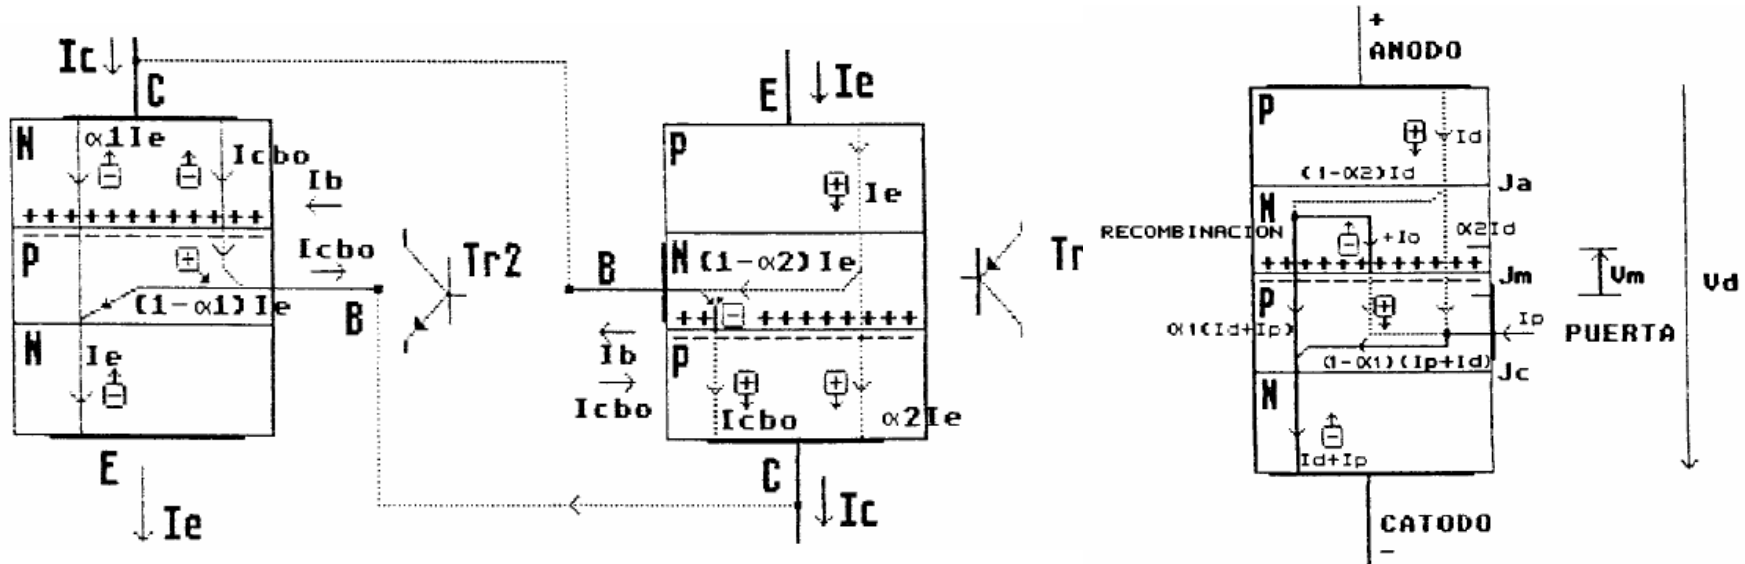 Ic
C
N
α1Ie
Icbo
Ib
+ + + + + + + + + + + + +
P
Icbo
(1-α1)Ie
B
N
Ie
E
Ie
Tr2
E
Ie
P
Ie
B
N
(1-α2)Ie
Ib
Icbo
P
Icbo
α2Ie
C
Ic
Tr
+
ANODO
P
Id
(1-α2)Id
Ja
N
RECOMBINACION
+Io
α2Id
Jm
Vm
Vd
P
Ip
PUERTA
α1(Id+Ip)
(1-α1)(Ip+Id)
Jc
N
Id+Ip
CATODO
-